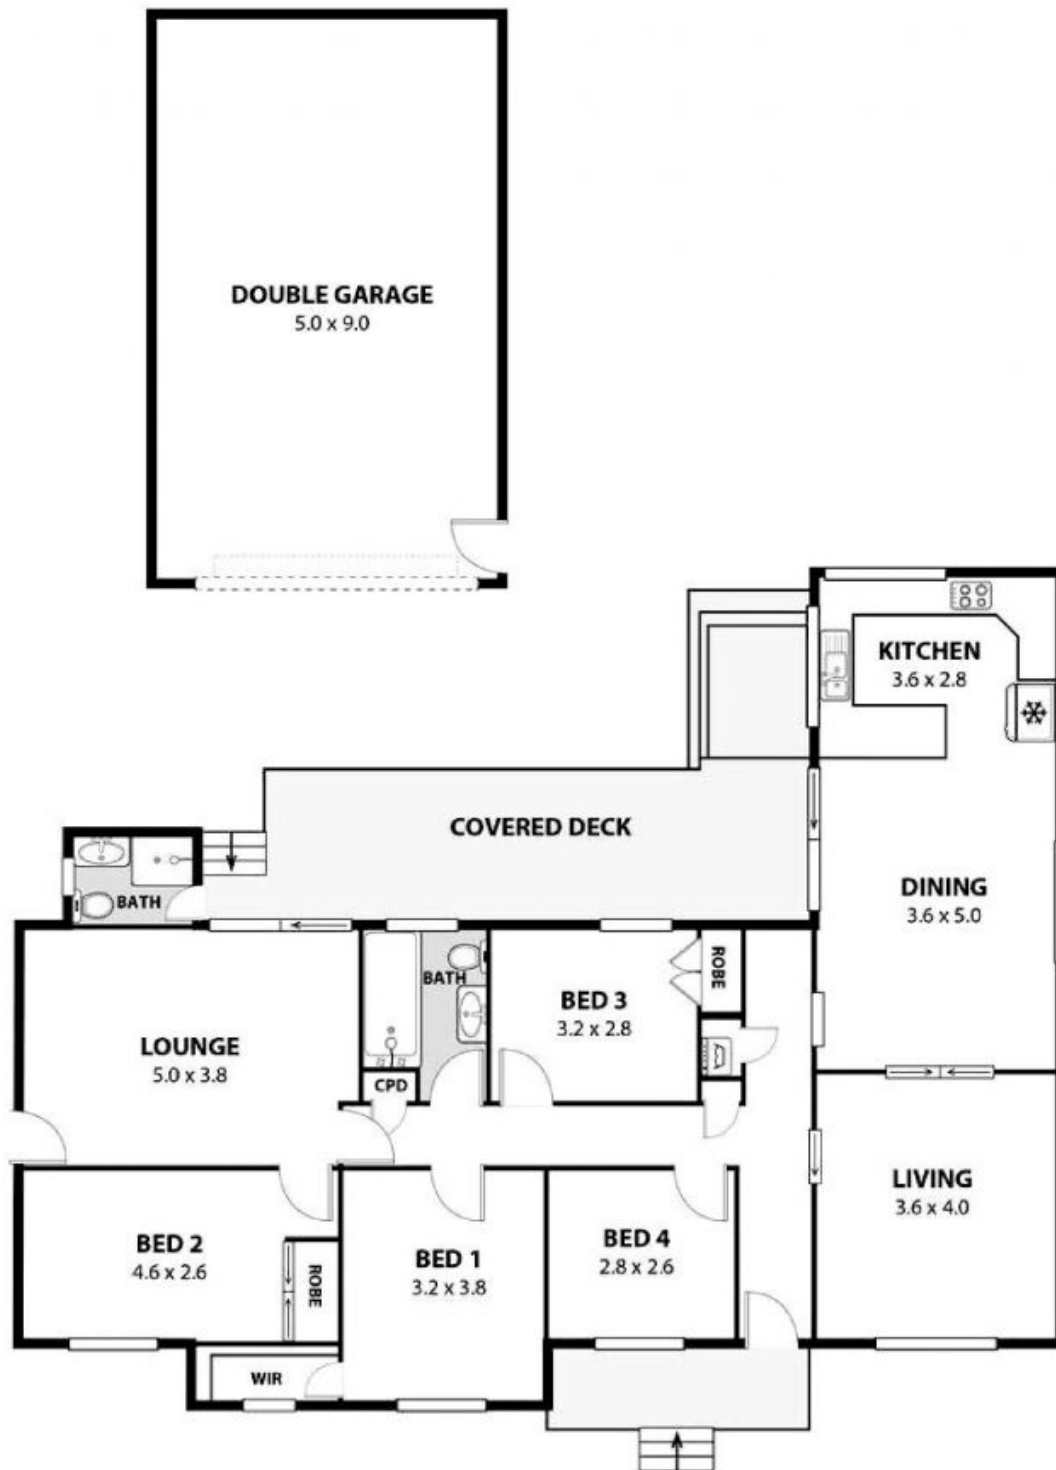 DOUBLE GARAGE
5.0 x 9.0
KITCHEN
3.6 x 2.8
COVERED DECK
DINING
3.6 x 5.0
BATH
BATH
BED 3
3.2 x 2.8
ROBE
LOUNGE
5.0 x 3.8
CPD
LIVING
3.6 x 4.0
BED 2
4.6 x 2.6
ROBE
BED 1
3.2 x 3.8
BED 4
2.8 x 2.6
WIR